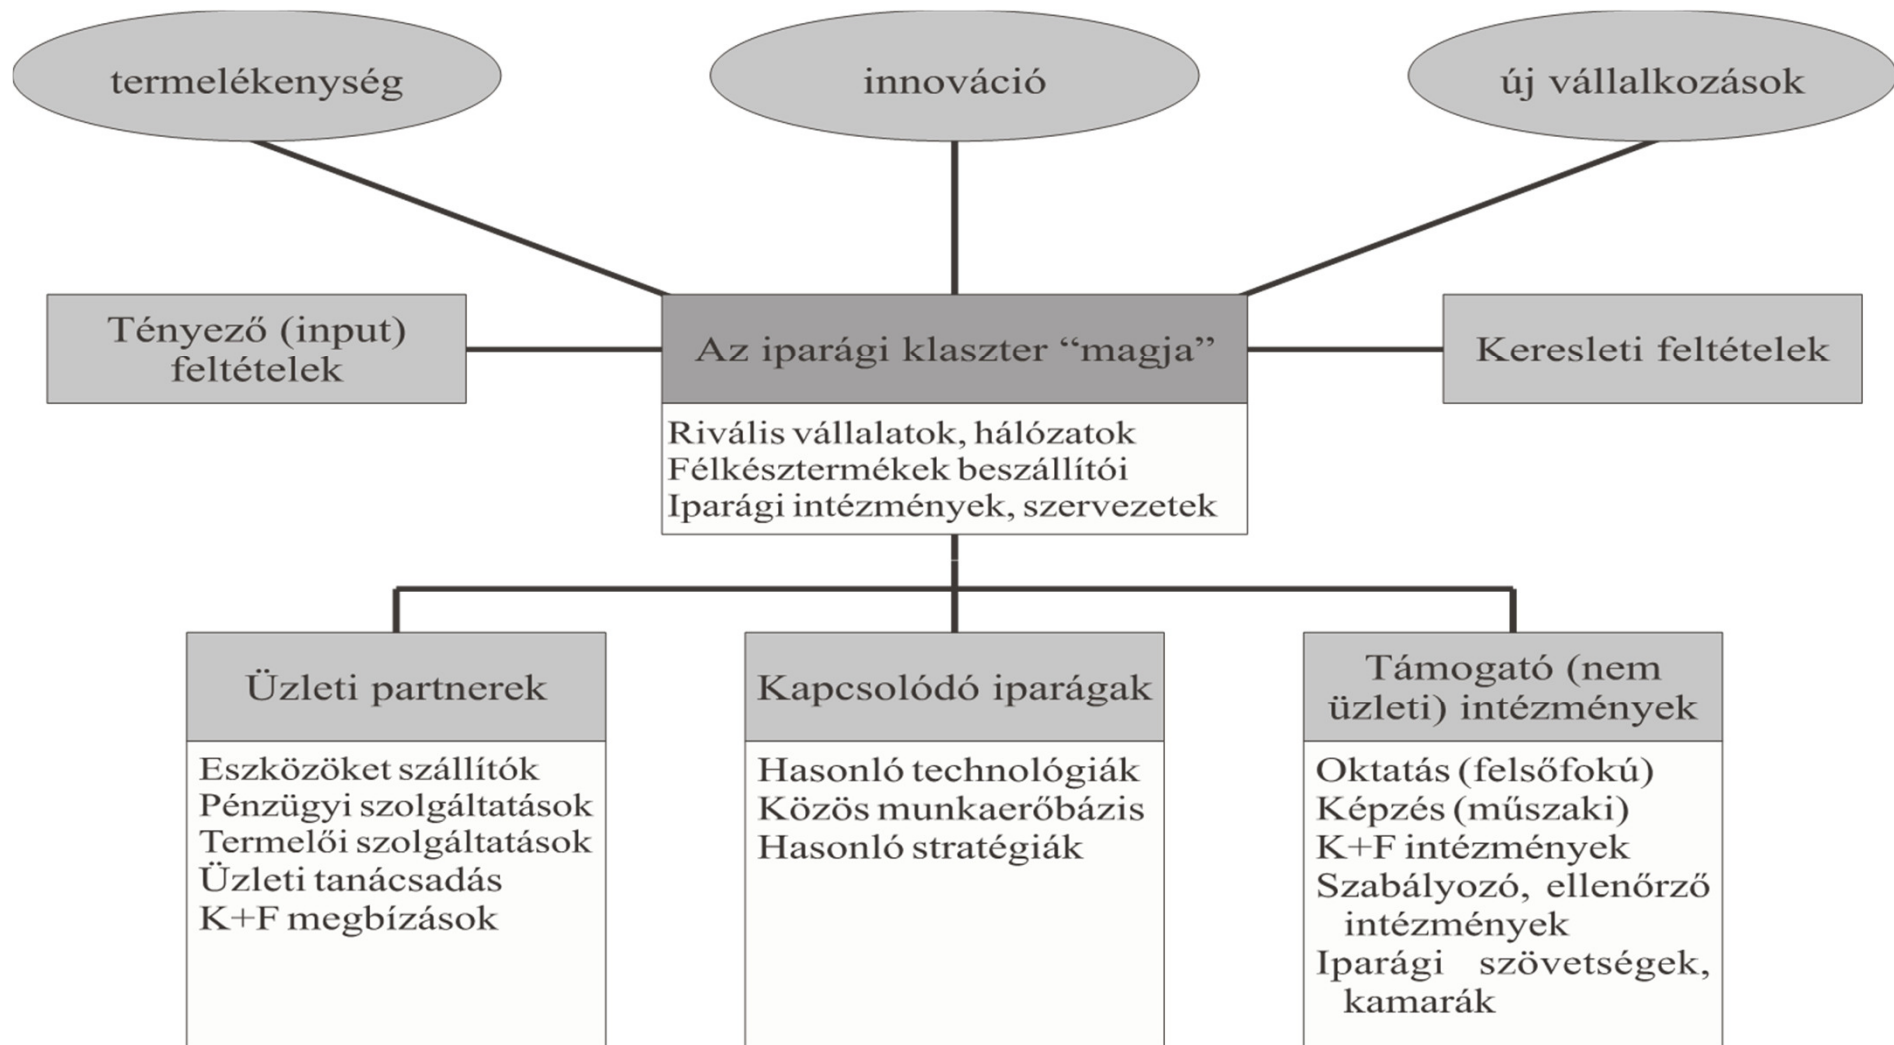 termelékenység
innováció
új vállalkozások
Tényező (input)
feltételek
Az iparági klaszter “magja”
Keresleti feltételek
Rivális vállalatok, hálózatok
Félkésztermékek beszállítói
Iparági intézmények, szervezetek
Üzleti partnerek
Eszközöket szállítók
Pénzügyi szolgáltatások
Termelői szolgáltatások
Üzleti tanácsadás
K+F megbízások
Kapcsolódó iparágak
Hasonló technológiák
Közös munkaerőbázis
Hasonló stratégiák
Támogató (nem
üzleti) intézmények
Oktatás (felsőfokú)
Képzés (műszaki)
K+F intézmények
Szabályozó, ellenőrző
intézmények
Iparági szövetségek,
kamarák